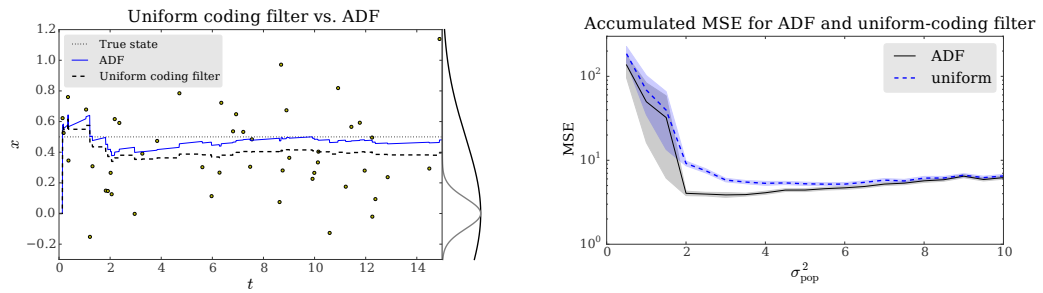 Uniform coding filter vs. ADF
1.2
1.0
0.8
0.6
0.4
0.2
0.0
−0.2
x
True state
ADF
Uniform coding filter
0 2 4 6 8 10 12 14
t
Accumulated MSE for ADF and uniform-coding filter
10²
10¹
10⁰
MSE
ADF
uniform
0 2 4 6 8 10
σ²pop